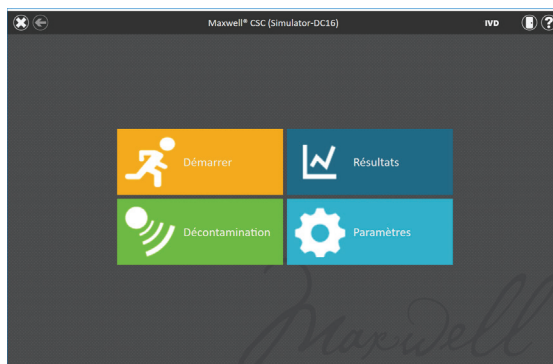 Maxwell® CSC (Simulator-DC16)
IVD
?
Démarrer
Résultats
Décontamination
Paramètres
Maxwell